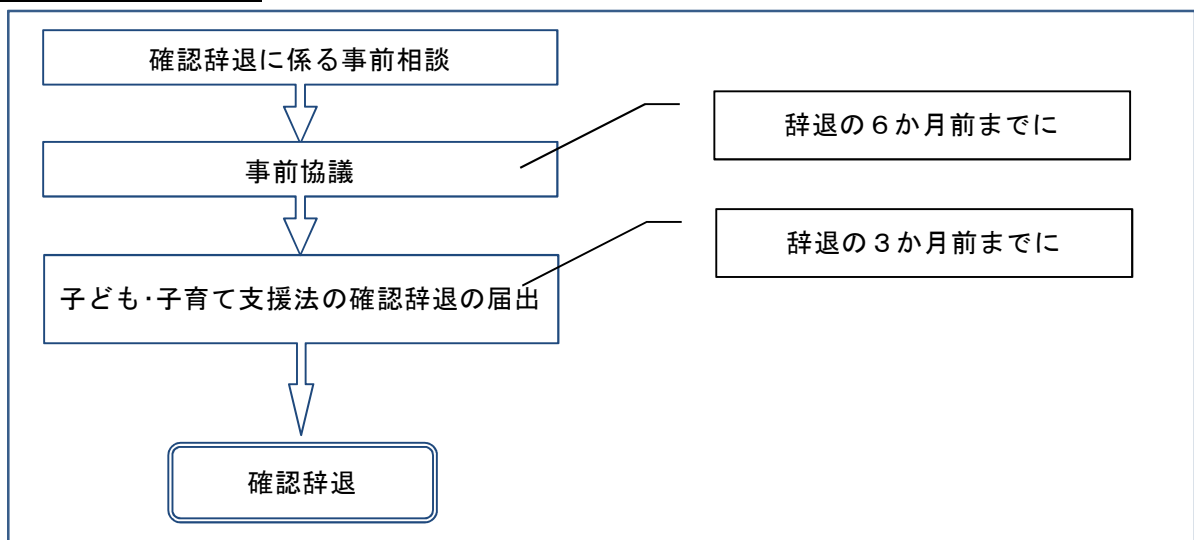 確認辞退に係る事前相談
事前協議
辞退の６か月前までに
子ども･子育て支援法の確認辞退の届出
辞退の３か月前までに
確認辞退